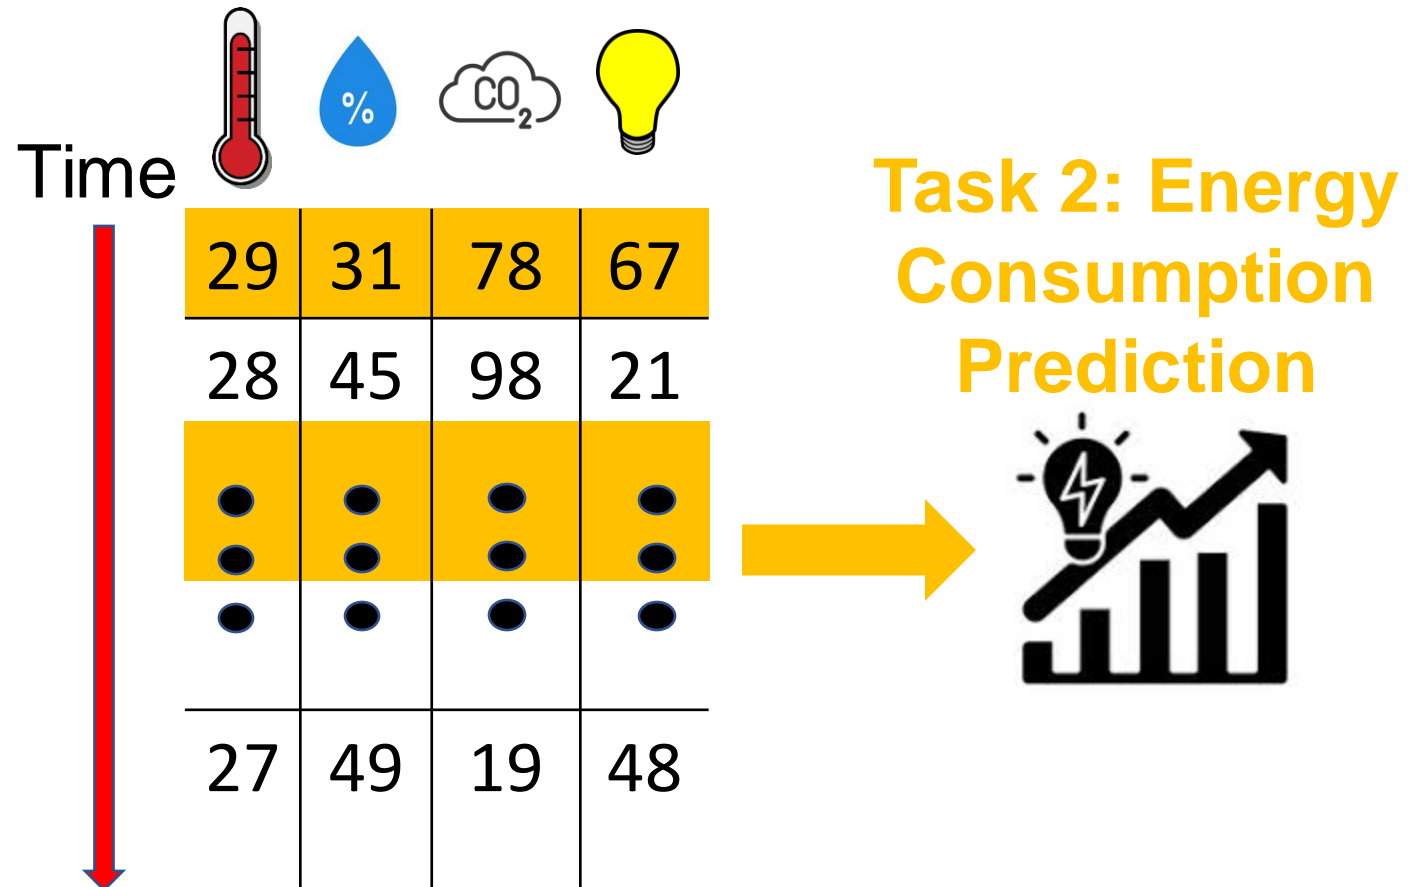 %
CO2
Time
Task 2: Energy
Consumption
Prediction
29 31 78 67
28 45 98 21
27 49 19 48